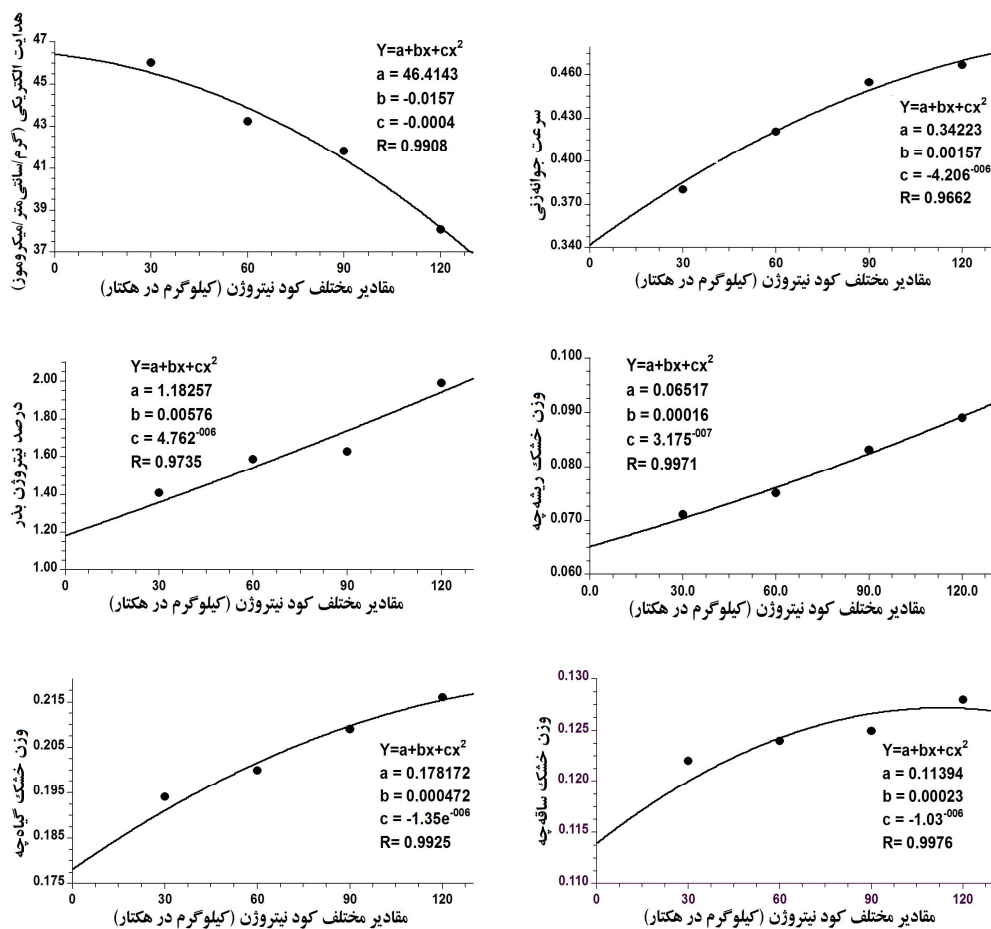 هدایت الکتریکی (گرم/سانتی‌متر/میکروموز)
47
45
43
41
39
37
0
30
60
90
120
Y=a+bx+cx²
a = 46.4143
b = -0.0157
c = -0.0004
R= 0.9908
مقادیر مختلف کود نیتروژن (کیلوگرم در هکتار)
سرعت جوانه‌زنی
0.460
0.430
0.400
0.370
0.340
0
30
60
90
120
Y=a+bx+cx²
a = 0.34223
b = 0.00157
c = -4.206⁻⁰⁰⁶
R= 0.9662
مقادیر مختلف کود نیتروژن (کیلوگرم در هکتار)
درصد نیتروژن بذر
2.00
1.80
1.60
1.40
1.20
1.00
0
30
60
90
120
Y=a+bx+cx²
a = 1.18257
b = 0.00576
c = 4.762⁻⁰⁰⁶
R= 0.9735
مقادیر مختلف کود نیتروژن (کیلوگرم در هکتار)
وزن خشک ریشه‌چه
0.100
0.090
0.080
0.070
0.060
0.0
30.0
60.0
90.0
120.0
Y=a+bx+cx²
a = 0.06517
b = 0.00016
c = 3.175⁻⁰⁰⁷
R= 0.9971
مقادیر مختلف کود نیتروژن (کیلوگرم در هکتار)
وزن خشک گیاه‌چه
0.215
0.205
0.195
0.185
0.175
0
30
60
90
120
Y=a+bx+cx²
a = 0.178172
b = 0.000472
c = -1.35e⁻⁰⁰⁶
R= 0.9925
مقادیر مختلف کود نیتروژن (کیلوگرم در هکتار)
وزن خشک ساقه‌چه
0.130
0.125
0.120
0.115
0.110
0
30
60
90
120
Y=a+bx+cx²
a = 0.11394
b = 0.00023
c = -1.03⁻⁰⁰⁶
R= 0.9976
مقادیر مختلف کود نیتروژن (کیلوگرم در هکتار)